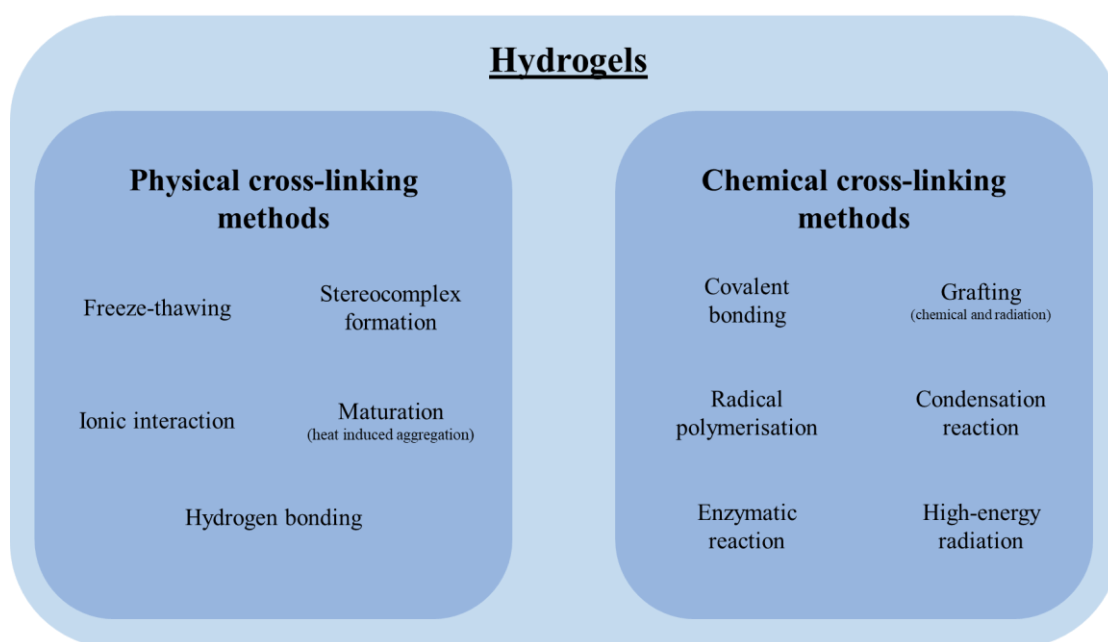 Hydrogels
Physical cross-linking
methods
Freeze-thawing
Stereocomplex
formation
Ionic interaction
Maturation
(heat induced aggregation)
Hydrogen bonding
Chemical cross-linking
methods
Covalent
bonding
Grafting
(chemical and radiation)
Radical
polymerisation
Condensation
reaction
Enzymatic
reaction
High-energy
radiation